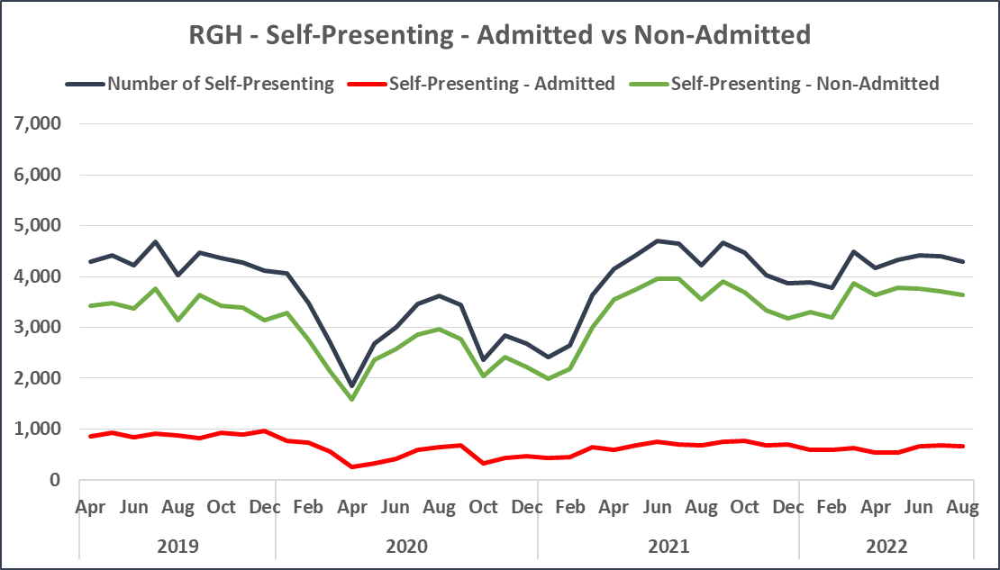 RGH - Self-Presenting - Admitted vs Non-Admitted
Number of Self-Presenting Self-Presenting - Admitted Self-Presenting - Non-Admitted
7,000
6,000
5,000
4,000
3,000
2,000
1,000
0
Apr Jun Aug Oct Dec Feb Apr Jun Aug Oct Dec Feb Apr Jun Aug Oct Dec Feb Apr Jun Aug
2019 2020 2021 2022